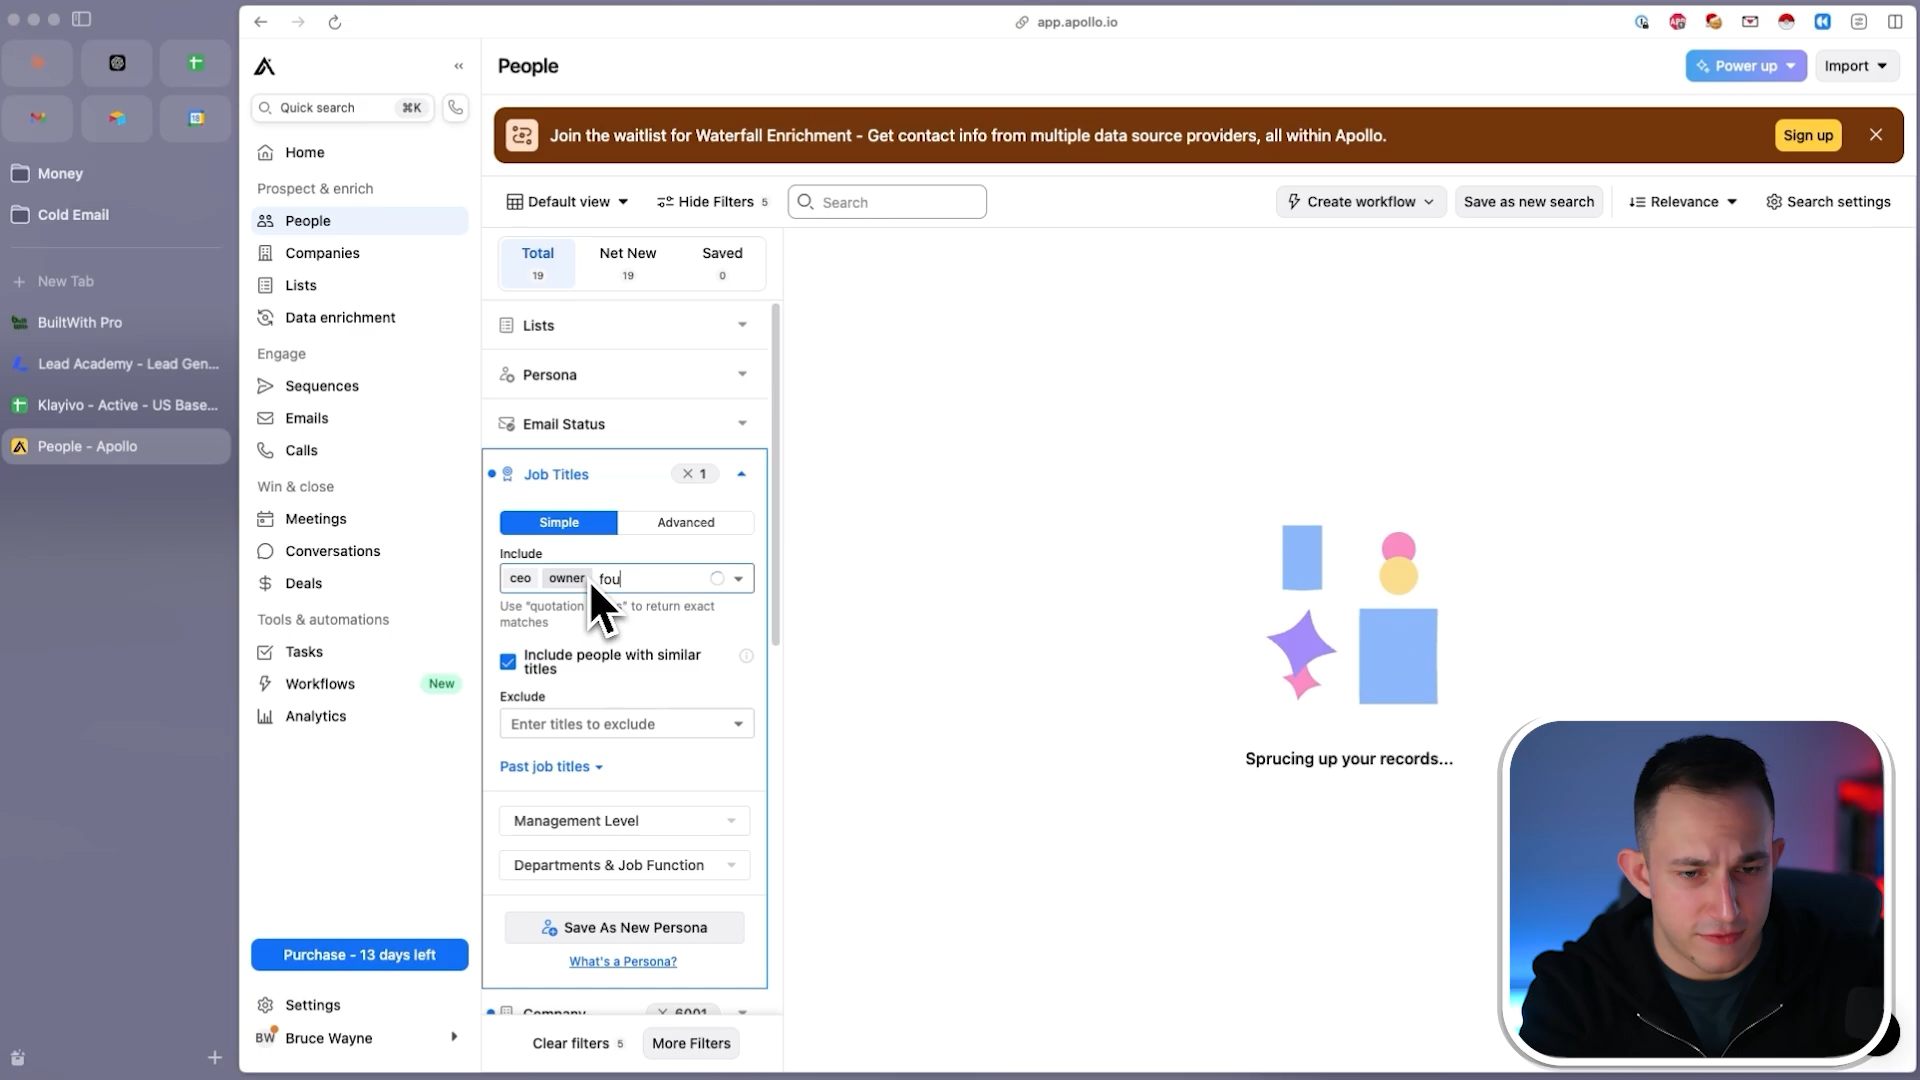 Money
Cold Email
New Tab
BuiltWith Pro
Lead Academy - Lead Gen...
Klayivo - Active - US Base...
People - Apollo
app.apollo.io
Quick search ⌘K
Home
Prospect & enrich
People
Companies
Lists
Data enrichment
Engage
Sequences
Emails
Calls
Win & close
Meetings
Conversations
Deals
Tools & automations
Tasks
Workflows New
Analytics
Purchase - 13 days left
Settings
BW Bruce Wayne
People
Power up
Import
Join the waitlist for Waterfall Enrichment - Get contact info from multiple data source providers, all within Apollo.
Sign up
Default view
Hide Filters 5
Search
Create workflow
Save as new search
Relevance
Search settings
Total
19
Net New
19
Saved
0
Lists
Persona
Email Status
Job Titles 1
Simple
Advanced
Include
ceo owner fou
Use "quotation " to return exact
matches
Include people with similar
titles
Exclude
Enter titles to exclude
Past job titles
Management Level
Departments & Job Function
Save As New Persona
What's a Persona?
Company 6001
Clear filters 5
More Filters
Sprucing up your records...